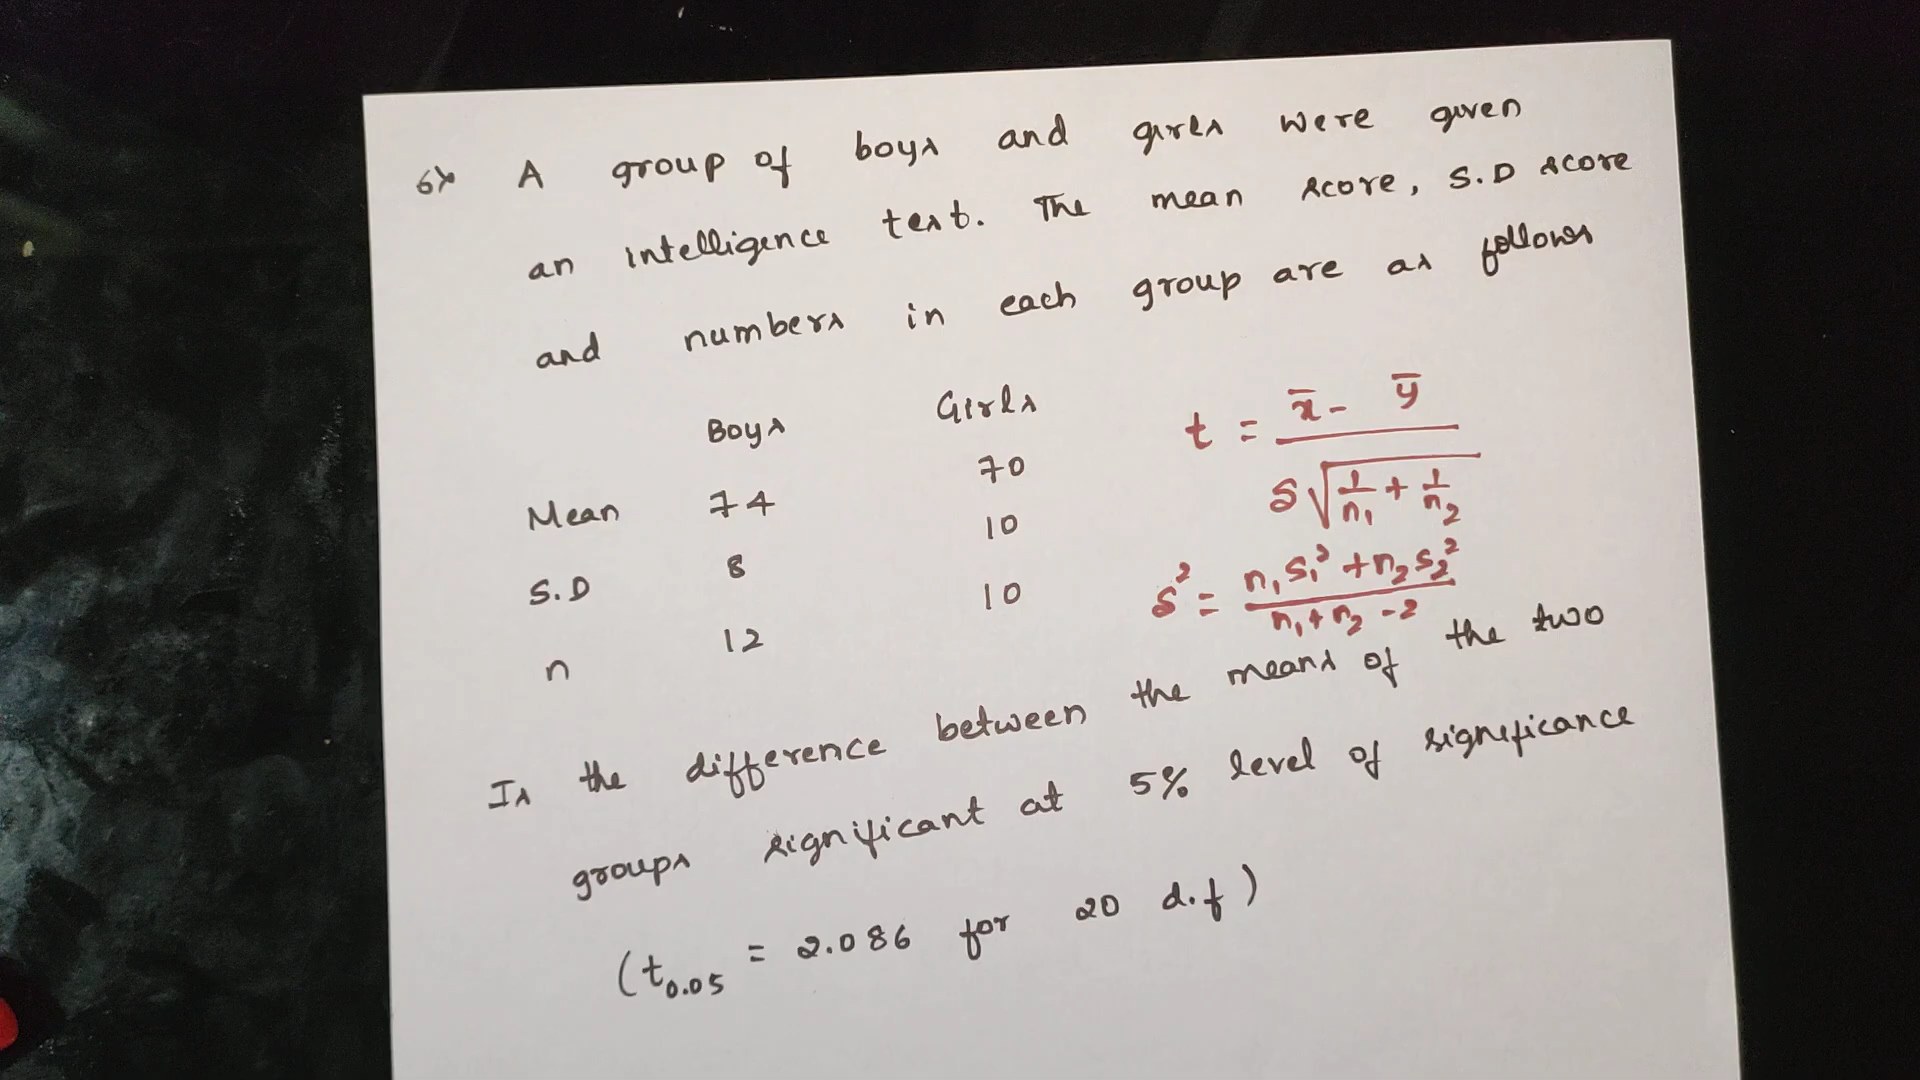 6) A group of boys and girls were given
an intelligence test. The mean score, S.D score
and numbers in each group are as follows
Boys Girls
Mean 74 70
S.D 8 10
n 12 10
t = x̄ - ȳ / S√(1/n₁ + 1/n₂)
S² = n₁s₁² + n₂s₂² / n₁ + n₂ - 2
Is the difference between the means of the two
groups significant at 5% level of significance
(t₀.₀₅ = 2.086 for 20 d.f)